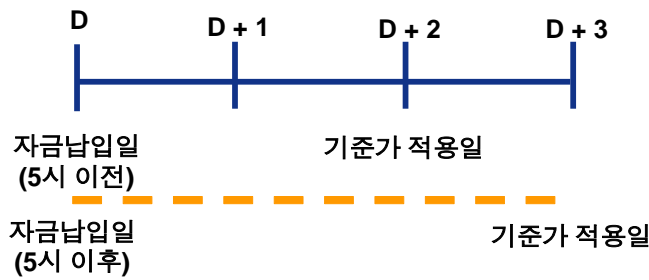 D D + 1 D + 2 D + 3
자금납입일 기준가 적용일
(5시 이전)
자금납입일 기준가 적용일
(5시 이후)